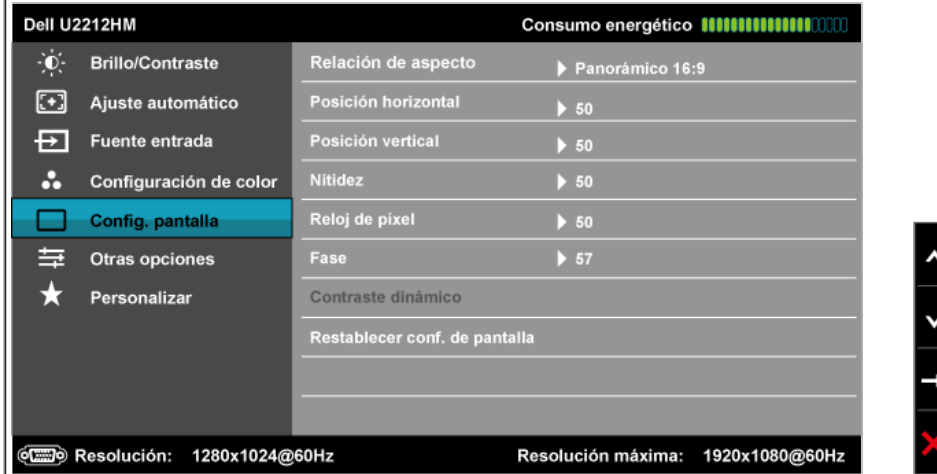 Dell U2212HM Consumo energético
Brillo/Contraste Relación de aspecto Panorámico 16:9
Ajuste automático Posición horizontal 50
Fuente entrada Posición vertical 50
Configuración de color Nitidez 50
Config. pantalla Reloj de píxel 50
Otras opciones Fase 57
Personalizar Contraste dinámico
Restablecer conf. de pantalla
Resolución: 1280x1024@60Hz Resolución máxima: 1920x1080@60Hz